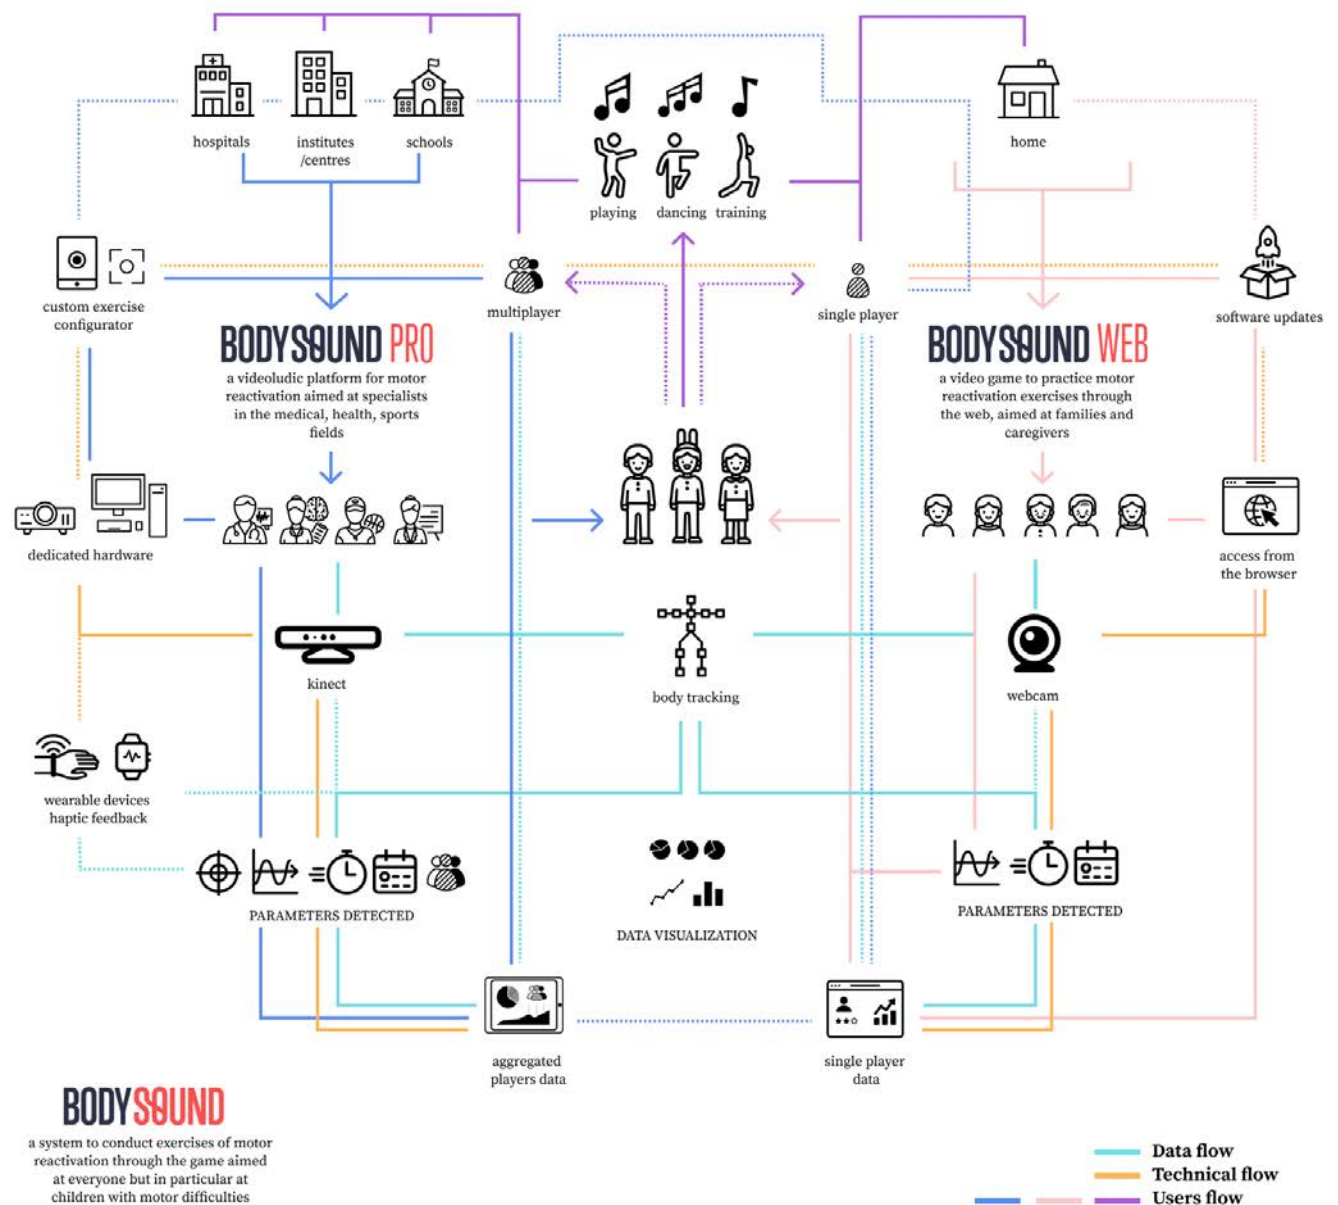 hospitals
institutes
/centres
schools
home
playing
dancing
training
custom exercise
configurator
multiplayer
single player
software updates
BODYSOUND PRO
a videoludic platform for motor
reactivation aimed at specialists
in the medical, health, sports
fields
BODYSOUND WEB
a video game to practice motor
reactivation exercises through
the web, aimed at families and
caregivers
dedicated hardware
access from
the browser
kinect
body tracking
webcam
wearable devices
haptic feedback
PARAMETERS DETECTED
DATA VISUALIZATION
PARAMETERS DETECTED
aggregated
players data
single player
data
BODYSOUND
a system to conduct exercises of motor
reactivation through the game aimed
at everyone but in particular at
children with motor difficulties
Data flow
Technical flow
Users flow